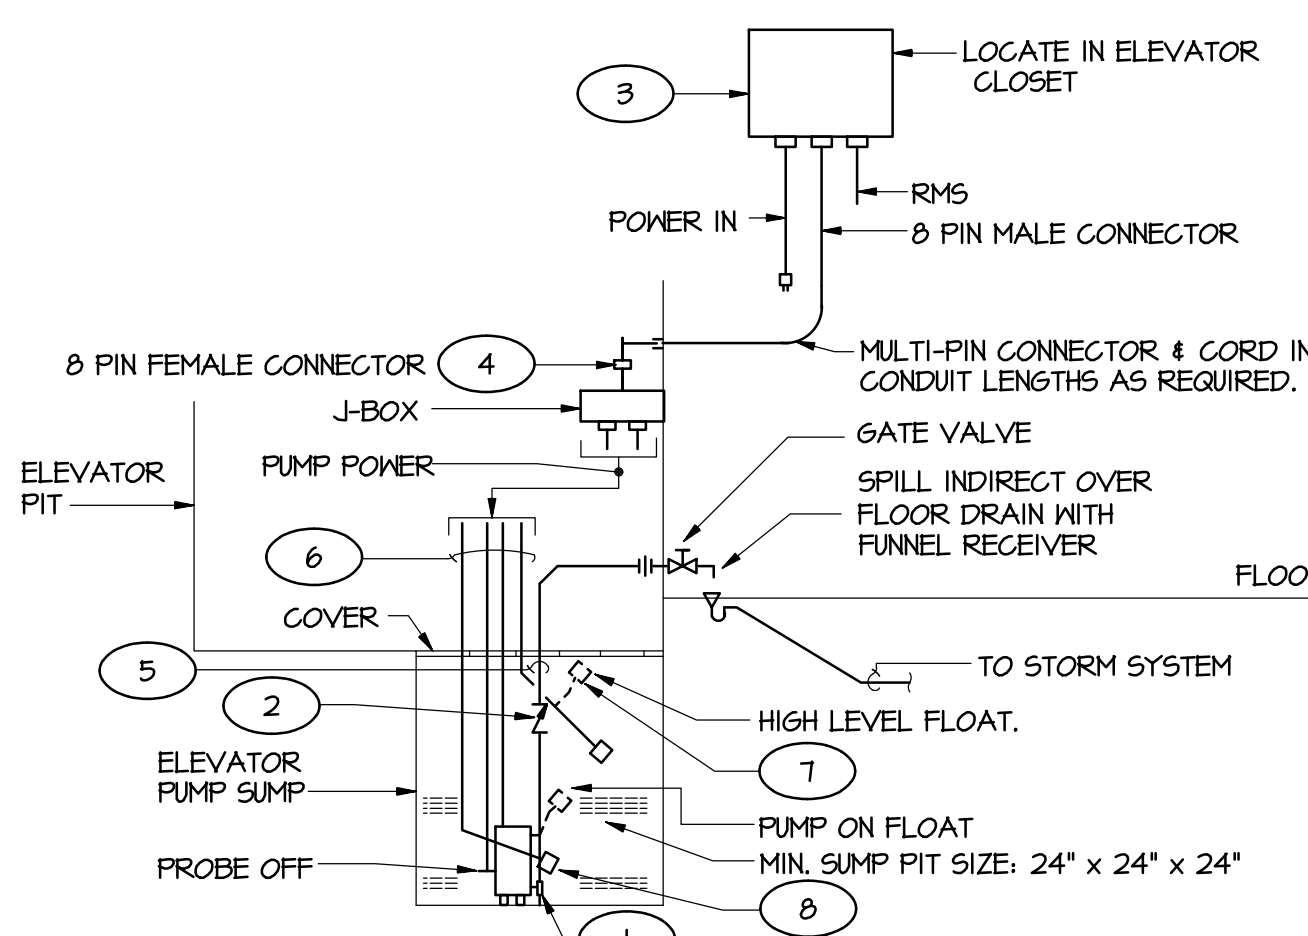 LOCATE IN ELEVATOR
CLOSET
3
RMS
POWER IN
8 PIN MALE CONNECTOR
8 PIN FEMALE CONNECTOR
4
MULTI-PIN CONNECTOR & CORD IN
CONDUIT LENGTHS AS REQUIRED.
J-BOX
GATE VALVE
PUMP POWER
ELEVATOR
PIT
SPILL INDIRECT OVER
FLOOR DRAIN WITH
FUNNEL RECEIVER
6
FLOO
COVER
5
TO STORM SYSTEM
2
HIGH LEVEL FLOAT.
ELEVATOR
PUMP SUMP
7
PUMP ON FLOAT
PROBE OFF
MIN. SUMP PIT SIZE: 24" x 24" x 24"
8